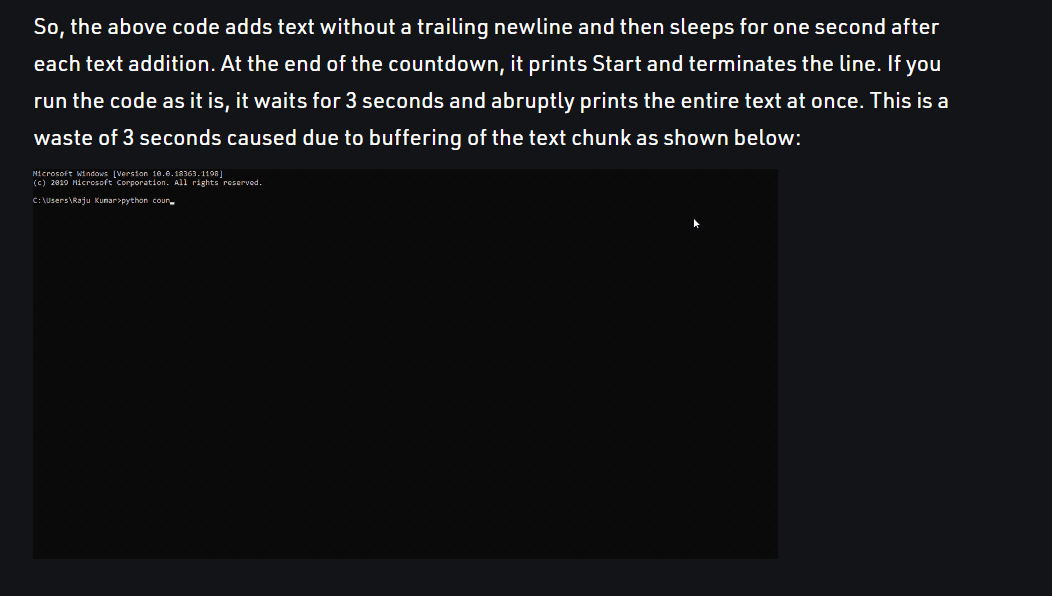 So, the above code adds text without a trailing newline and then sleeps for one second after
each text addition. At the end of the countdown, it prints Start and terminates the line. If you
run the code as it is, it waits for 3 seconds and abruptly prints the entire text at once. This is a
waste of 3 seconds caused due to buffering of the text chunk as shown below:
Microsoft Windows [Version 10.0.18363.1198]
(c) 2019 Microsoft Corporation. All rights reserved.
C:\Users\Raju Kumar>python coun_